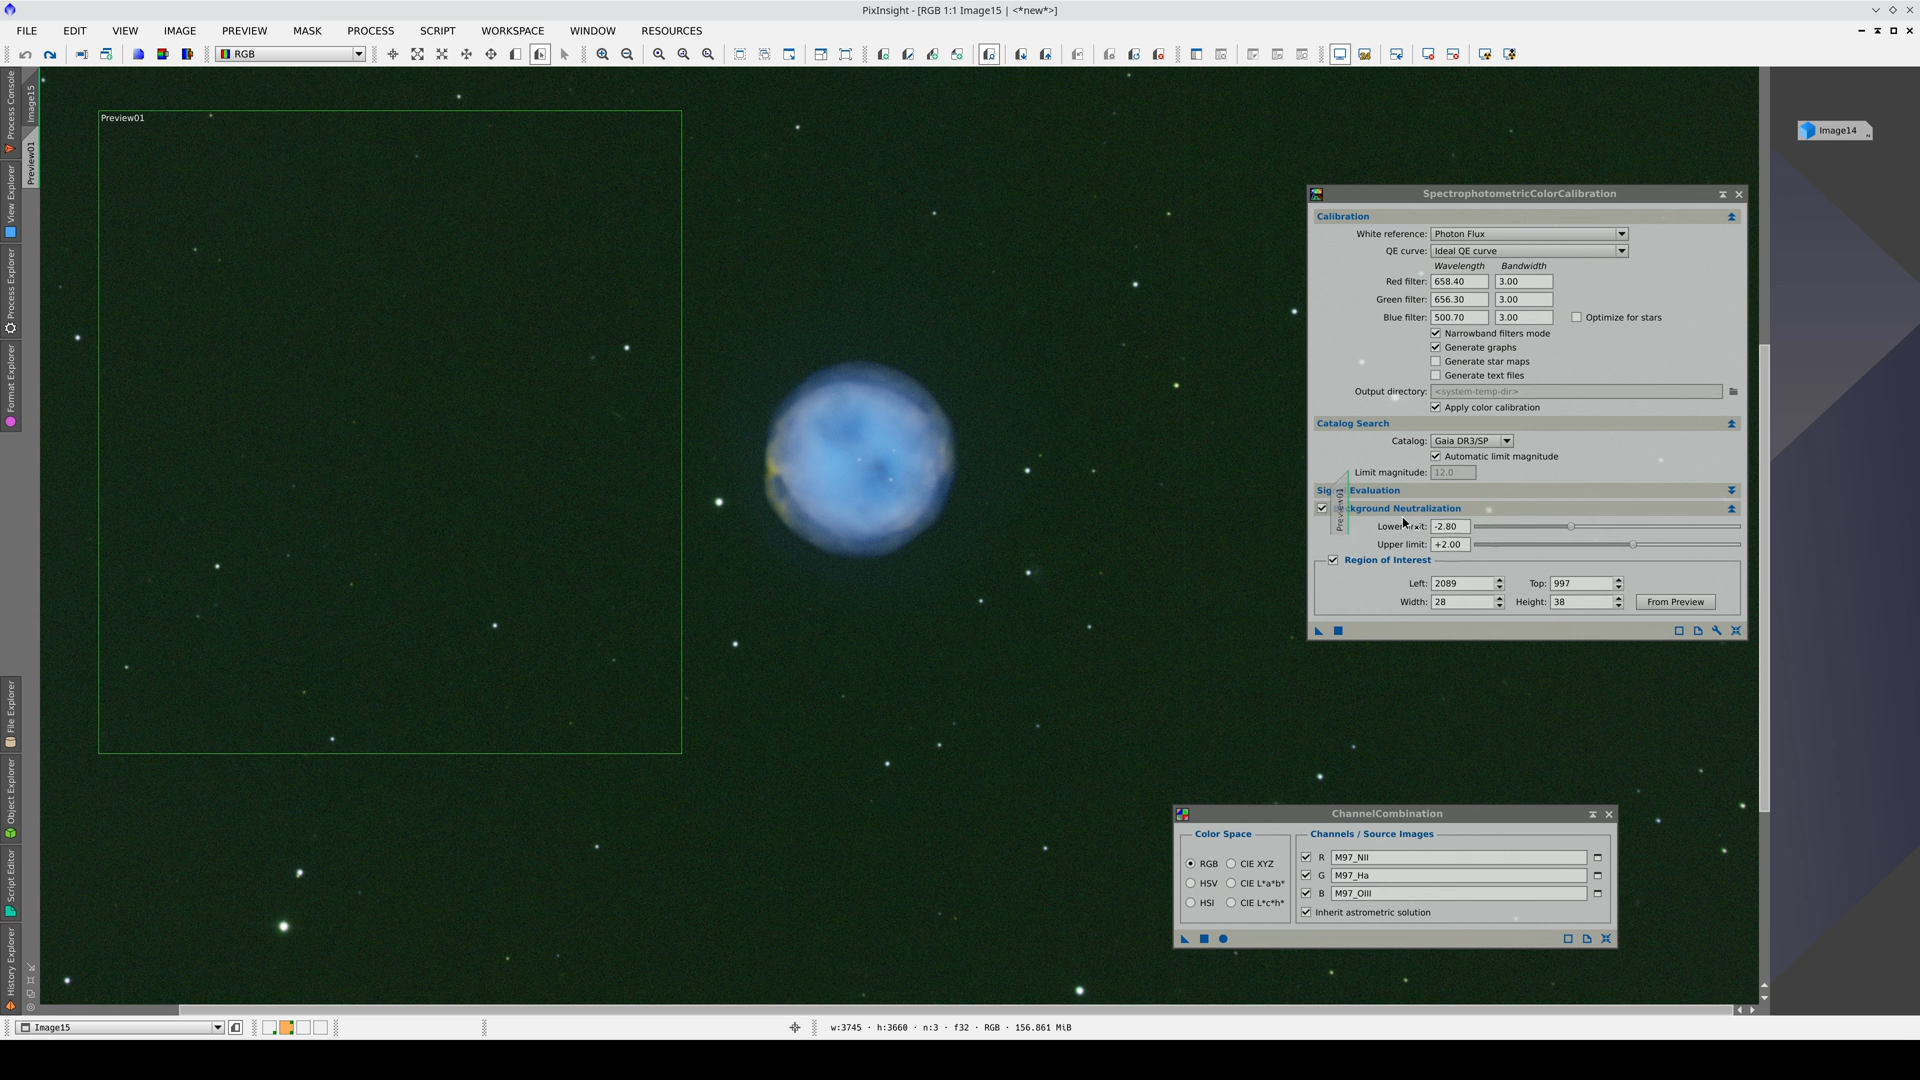 PixInsight - [RGB 1:1 Image15 | <*new*>]
FILE EDIT VIEW IMAGE PREVIEW MASK PROCESS SCRIPT WORKSPACE WINDOW RESOURCES
RGB
Process Console
View Explorer
Process Explorer
Format Explorer
File Explorer
Object Explorer
Script Editor
History Explorer
Image15
Preview01
Preview01
Image14
SpectrophotometricColorCalibration
Calibration
White reference: Photon Flux
QE curve: Ideal QE curve
Wavelength Bandwidth
Red filter: 658.40 3.00
Green filter: 656.30 3.00
Blue filter: 500.70 3.00 Optimize for stars
Narrowband filters mode
Generate graphs
Generate star maps
Generate text files
Output directory: <system-temp-dir>
Apply color calibration
Catalog Search
Catalog: Gaia DR3/SP
Automatic limit magnitude
Limit magnitude: 12.0
Evaluation
Preview01
Neutralization
-2.80
Upper limit: +2.00
Region of Interest
Left: 2089 Top: 997
Width: 28 Height: 38 From Preview
ChannelCombination
Color Space
RGB CIE XYZ
HSV CIE L*a*b*
HSI CIE L*c*h*
Channels / Source Images
R M97_NII
G M97_Ha
B M97_OIII
Inherit astrometric solution
Image15
w:3745 · h:3660 · n:3 · f32 · RGB · 156.861 MiB